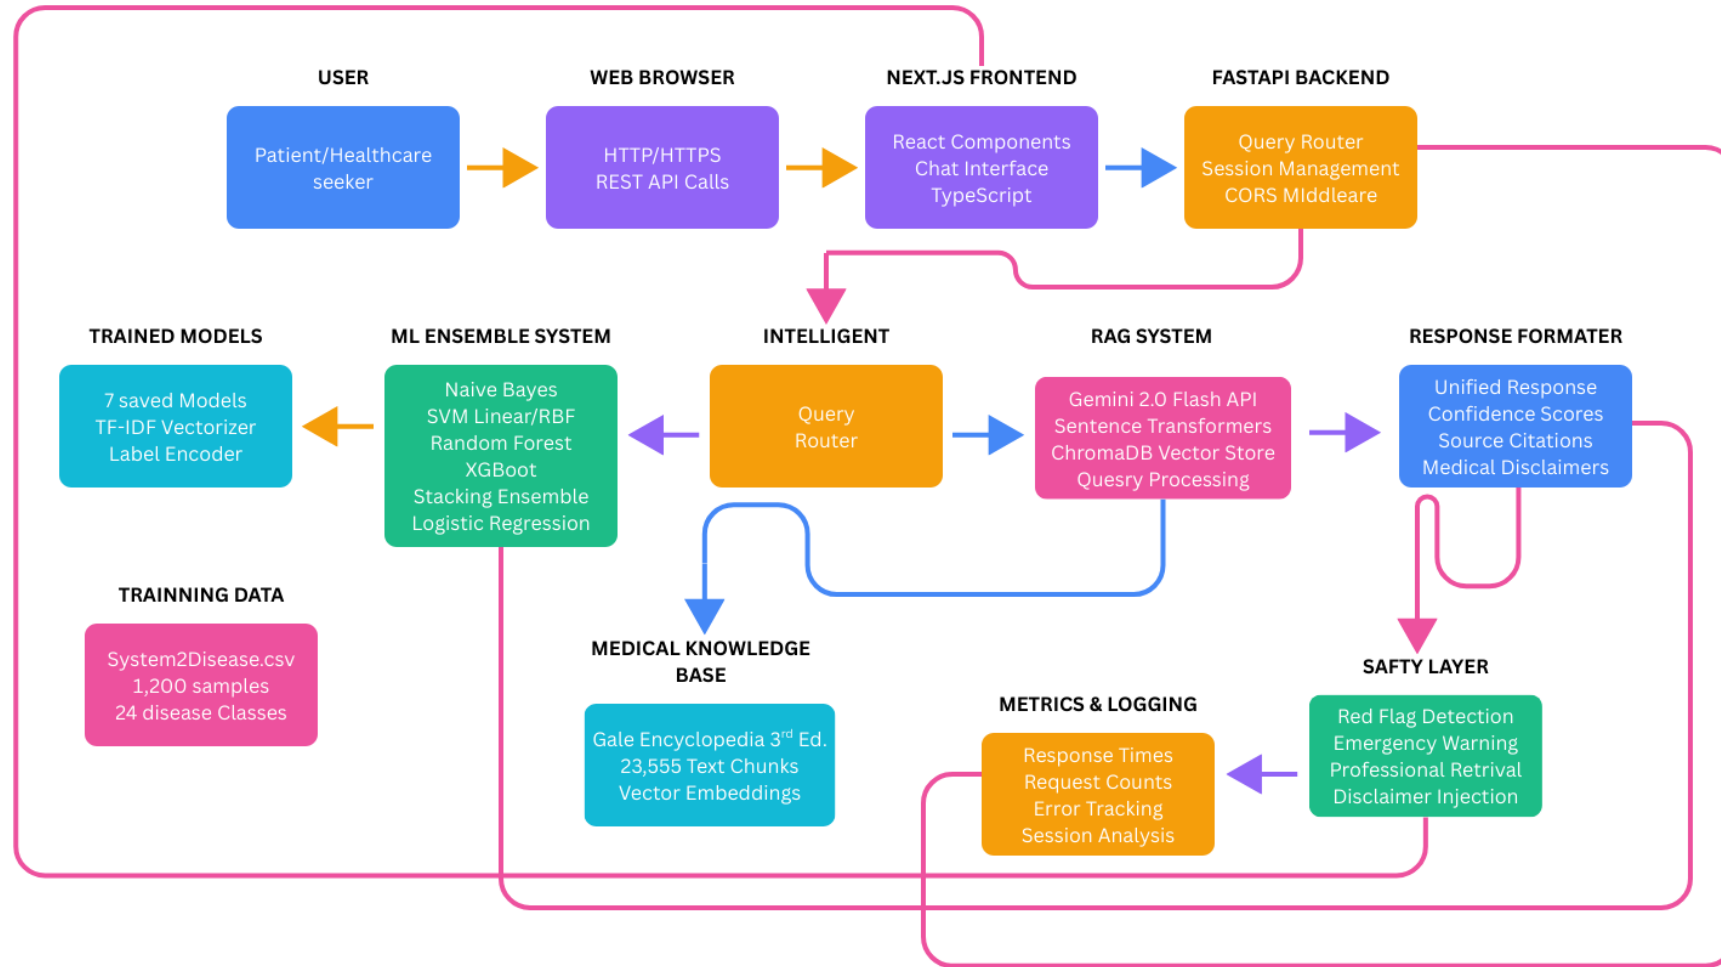 USER
Patient/Healthcare
seeker
WEB BROWSER
HTTP/HTTPS
REST API Calls
NEXT.JS FRONTEND
React Components
Chat Interface
TypeScript
FASTAPI BACKEND
Query Router
Session Management
CORS MIddleare
TRAINED MODELS
7 saved Models
TF-IDF Vectorizer
Label Encoder
ML ENSEMBLE SYSTEM
Naive Bayes
SVM Linear/RBF
Random Forest
XGBoot
Stacking Ensemble
Logistic Regression
INTELLIGENT
Query
Router
RAG SYSTEM
Gemini 2.0 Flash API
Sentence Transformers
ChromaDB Vector Store
Quesry Processing
RESPONSE FORMATER
Unified Response
Confidence Scores
Source Citations
Medical Disclaimers
TRAINNING DATA
System2Disease.csv
1,200 samples
24 disease Classes
MEDICAL KNOWLEDGE
BASE
Gale Encyclopedia 3rd Ed.
23,555 Text Chunks
Vector Embeddings
METRICS & LOGGING
Response Times
Request Counts
Error Tracking
Session Analysis
SAFTY LAYER
Red Flag Detection
Emergency Warning
Professional Retrival
Disclaimer Injection